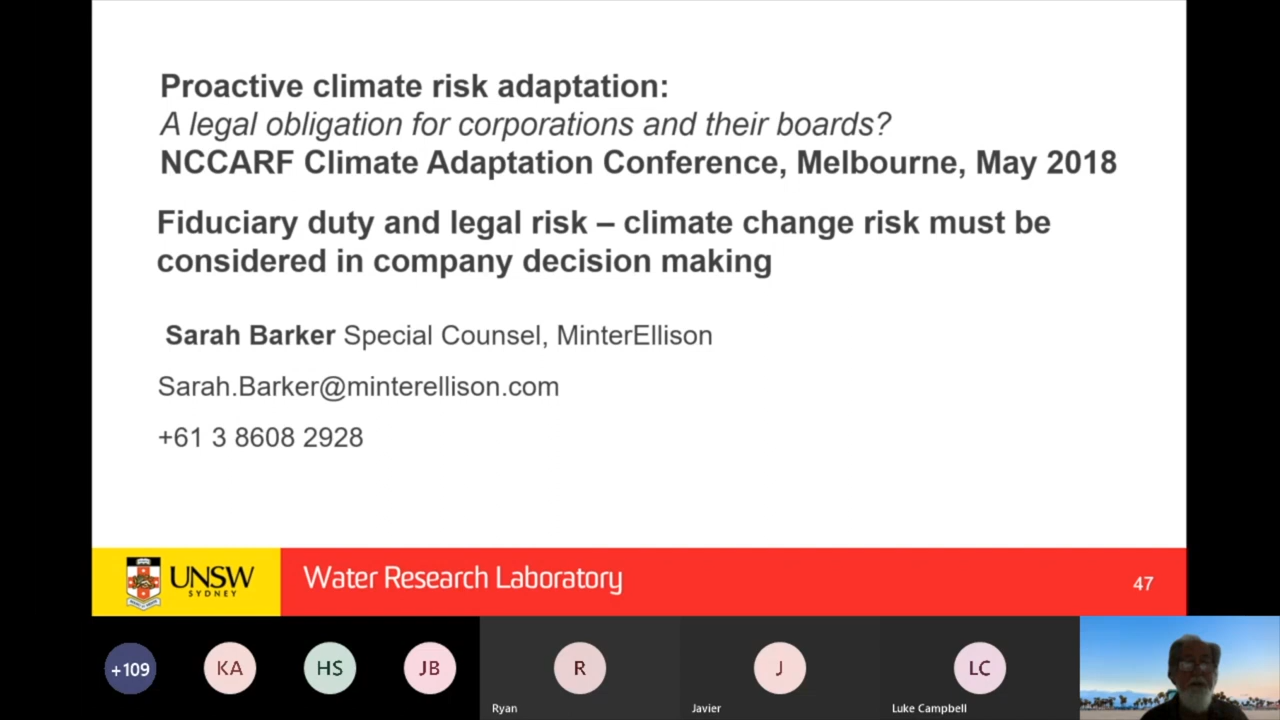 Proactive climate risk adaptation:
A legal obligation for corporations and their boards?
NCCARF Climate Adaptation Conference, Melbourne, May 2018
Fiduciary duty and legal risk – climate change risk must be
considered in company decision making
Sarah Barker Special Counsel, MinterEllison
Sarah.Barker@minterellison.com
+61 3 8608 2928
UNSW
SYDNEY
Water Research Laboratory
47
+109
KA
HS
JB
R
J
LC
Ryan
Javier
Luke Campbell